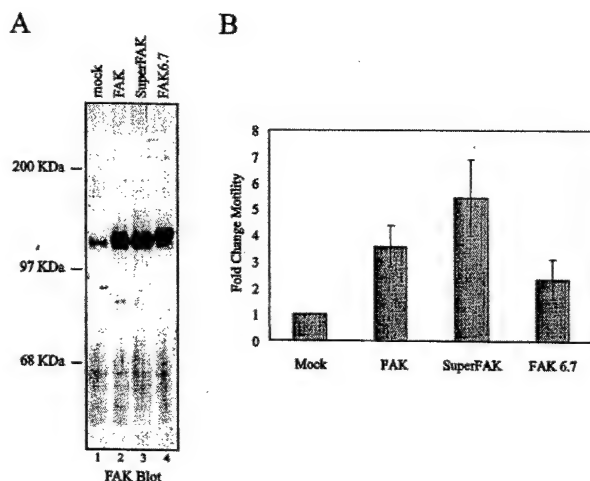 A
mock
FAK
SuperFAK
FAK6.7
200 KDa
97 KDa
68 KDa
1 2 3 4
FAK Blot
B
Fold Change Motility
8
7
6
5
4
3
2
1
0
Mock FAK SuperFAK FAK 6.7